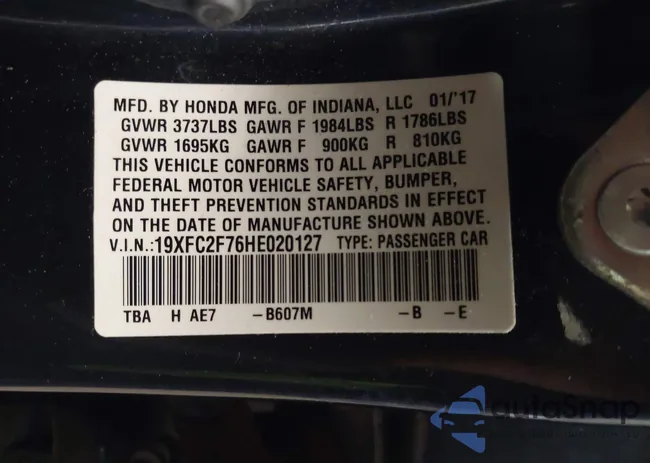 MFD. BY HONDA MFG. OF INDIANA, LLC 01/'17
GVWR 3737LBS GAWR F 1984LBS R 1786LBS
GVWR 1695KG GAWR F 900KG R 810KG
THIS VEHICLE CONFORMS TO ALL APPLICABLE
FEDERAL MOTOR VEHICLE SAFETY, BUMPER,
AND THEFT PREVENTION STANDARDS IN EFFECT
ON THE DATE OF MANUFACTURE SHOWN ABOVE.
V.I.N.:19XFC2F76HE020127 TYPE: PASSENGER CAR
TBA H AE7 -B607M -B -E
autoSnap